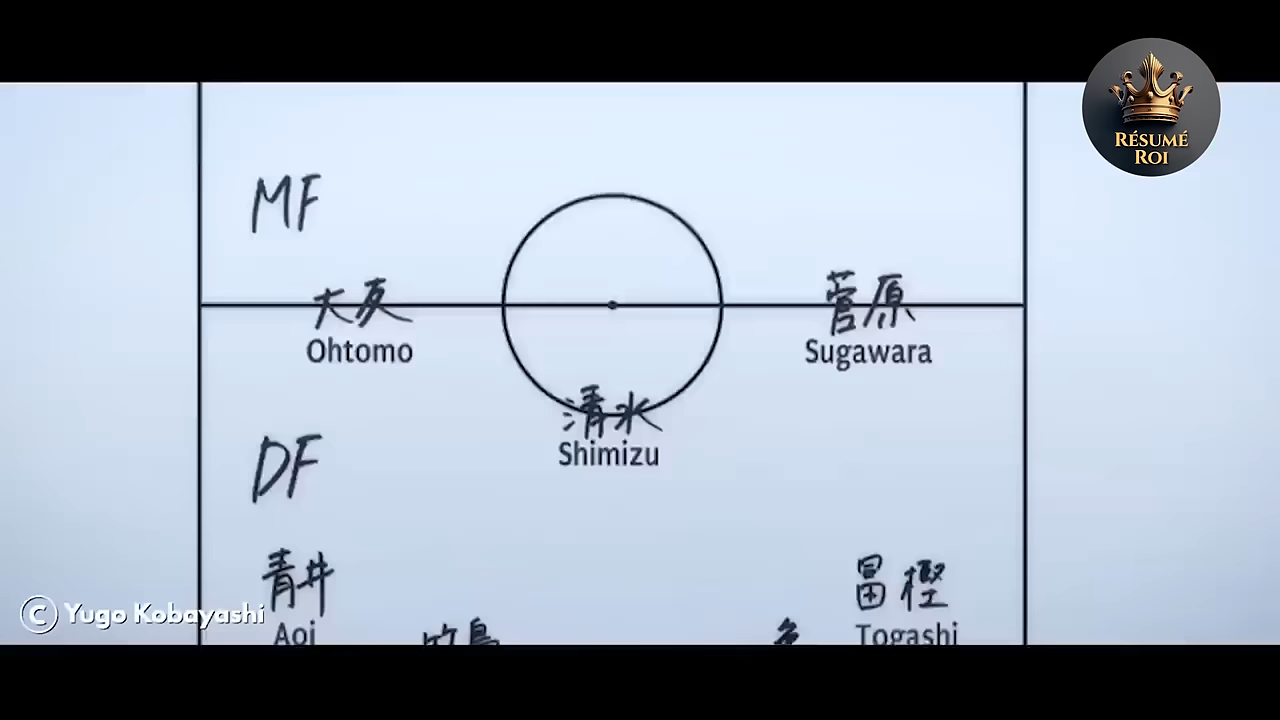 RÉSUMÉ
ROI
MF
大友
Ohtomo
菅原
Sugawara
清水
Shimizu
DF
青井
Aoi
冨樫
Togashi
© Yugo Kobayashi